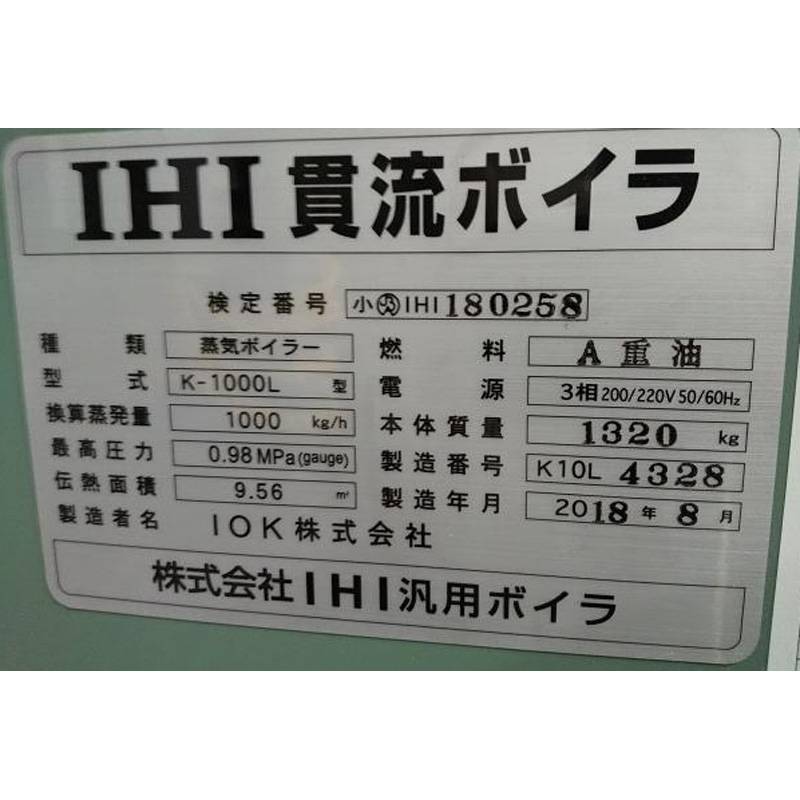 IHI 貫流ボイラ
検定番号 小 IHI 180258
種類 蒸気ボイラー
型式 K-1000L 型
換算蒸発量 1000 kg/h
最高圧力 0.98 MPa(gauge)
伝熱面積 9.56 m²
製造者名 IOK株式会社
燃料 A重油
電源 3相 200/220V 50/60Hz
本体質量 1320 kg
製造番号 K10L 4328
製造年月 2018年 8月
株式会社IHI汎用ボイラ